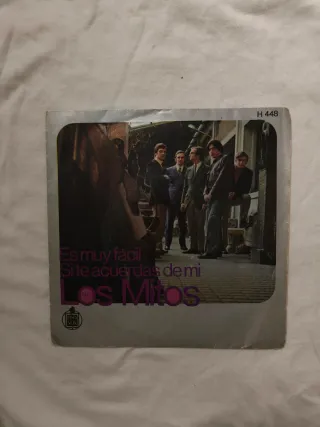 H 448
Es muy fácil
Si te acuerdas de mi
Los Mitos